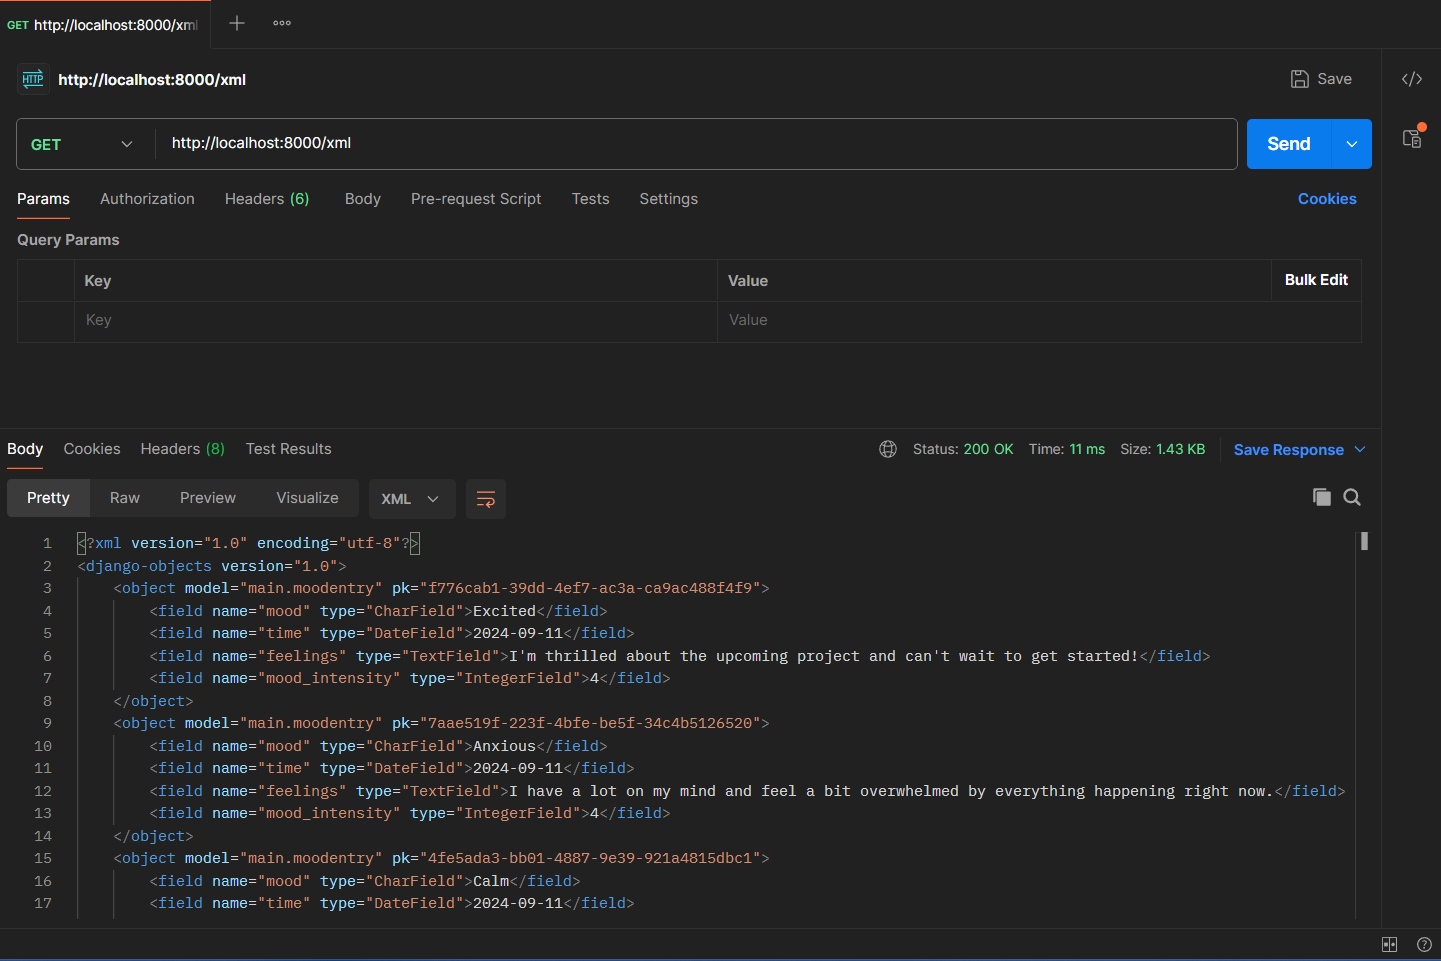 GET http://localhost:8000/xml
HTTP http://localhost:8000/xml
Save
GET http://localhost:8000/xml
Send
Params Authorization Headers (6) Body Pre-request Script Tests Settings Cookies
Query Params
Key Value Bulk Edit
Key Value
Body Cookies Headers (8) Test Results Status: 200 OK Time: 11 ms Size: 1.43 KB Save Response
Pretty Raw Preview Visualize XML
1 <?xml version="1.0" encoding="utf-8"?>
2 <django-objects version="1.0">
3 <object model="main.moodentry" pk="f776cab1-39dd-4ef7-ac3a-ca9ac488f4f9">
4 <field name="mood" type="CharField">Excited</field>
5 <field name="time" type="DateField">2024-09-11</field>
6 <field name="feelings" type="TextField">I'm thrilled about the upcoming project and can't wait to get started!</field>
7 <field name="mood_intensity" type="IntegerField">4</field>
8 </object>
9 <object model="main.moodentry" pk="7aae519f-223f-4bfe-be5f-34c4b5126520">
10 <field name="mood" type="CharField">Anxious</field>
11 <field name="time" type="DateField">2024-09-11</field>
12 <field name="feelings" type="TextField">I have a lot on my mind and feel a bit overwhelmed by everything happening right now.</field>
13 <field name="mood_intensity" type="IntegerField">4</field>
14 </object>
15 <object model="main.moodentry" pk="4fe5ada3-bb01-4887-9e39-921a4815dbc1">
16 <field name="mood" type="CharField">Calm</field>
17 <field name="time" type="DateField">2024-09-11</field>